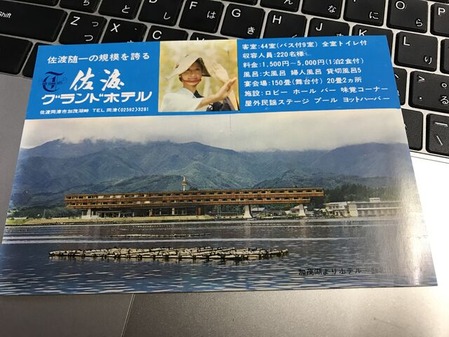 佐渡随一の規模を誇る
佐渡
グランドホテル
佐渡両津市加茂湖畔 TEL 両津(02592)3281
客室:44室(バス付9室)全室トイレ付
収容人員:220名様
料金:1,500円―5,000円(1泊2食付)
風呂:大風呂 婦人風呂 貸切風呂5
宴会場:150畳(舞台付)20畳2ヵ所
施設:ロビー ホール バー 味覚コーナー
屋外民謡ステージ プール ヨットハーバー
加茂湖よりホテル